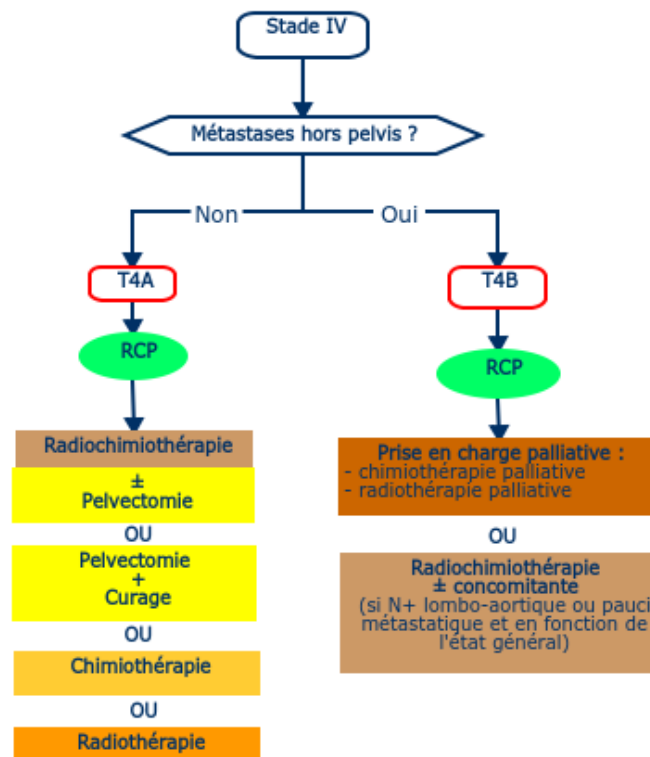 Stade IV
Métastases hors pelvis ?
Non
Oui
T4A
T4B
RCP
RCP
Radiochimiothérapie
±
Pelvectomie
OU
Pelvectomie
+
Curage
OU
Chimiothérapie
OU
Radiothérapie
Prise en charge palliative :
- chimiothérapie palliative
- radiothérapie palliative
OU
Radiochimiothérapie
± concomitante
(si N+ lombo-aortique ou pauci
métastatique et en fonction de
l'état général)